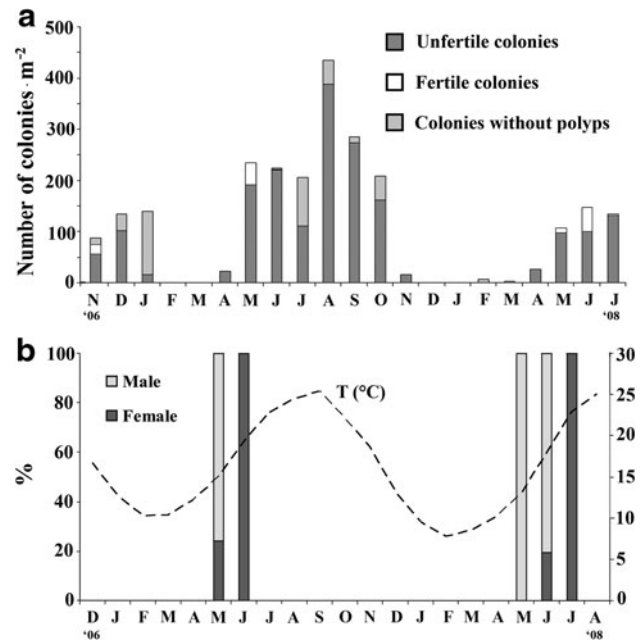 a
500
400
300
200
100
0
Number of colonies · m-2
Unfertile colonies
Fertile colonies
Colonies without polyps
N D J F M A M J J A S O N D J F M A M J J
‘06 ‘08
b
100
80
60
40
20
0
%
Male
Female
T (°C)
30
25
20
15
10
5
0
D J F M A M J J A S O N D J F M A M J J A
‘06 ‘08